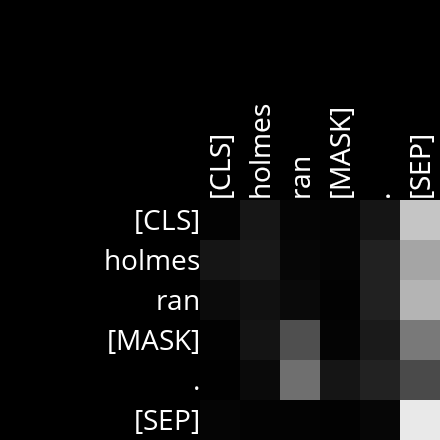 [CLS] holmes ran [MASK] . [SEP]
[CLS]
holmes
ran
[MASK]
.
[SEP]